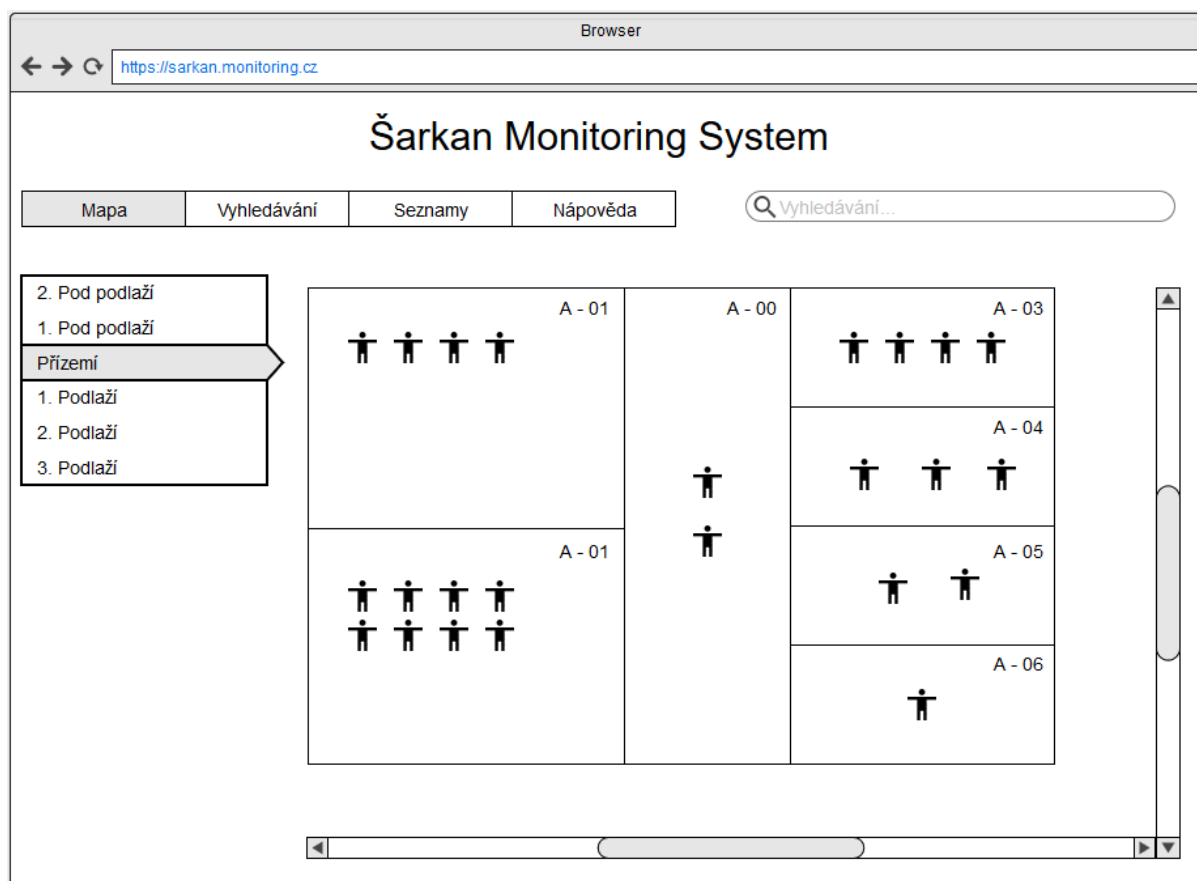 Browser
https://sarkan.monitoring.cz
Šarkan Monitoring System
Mapa
Vyhledávání
Seznamy
Nápověda
Vyhledávání...
2. Pod podlaží
1. Pod podlaží
Přízemí
1. Podlaží
2. Podlaží
3. Podlaží
A - 01
A - 00
A - 03
A - 04
A - 01
A - 05
A - 06